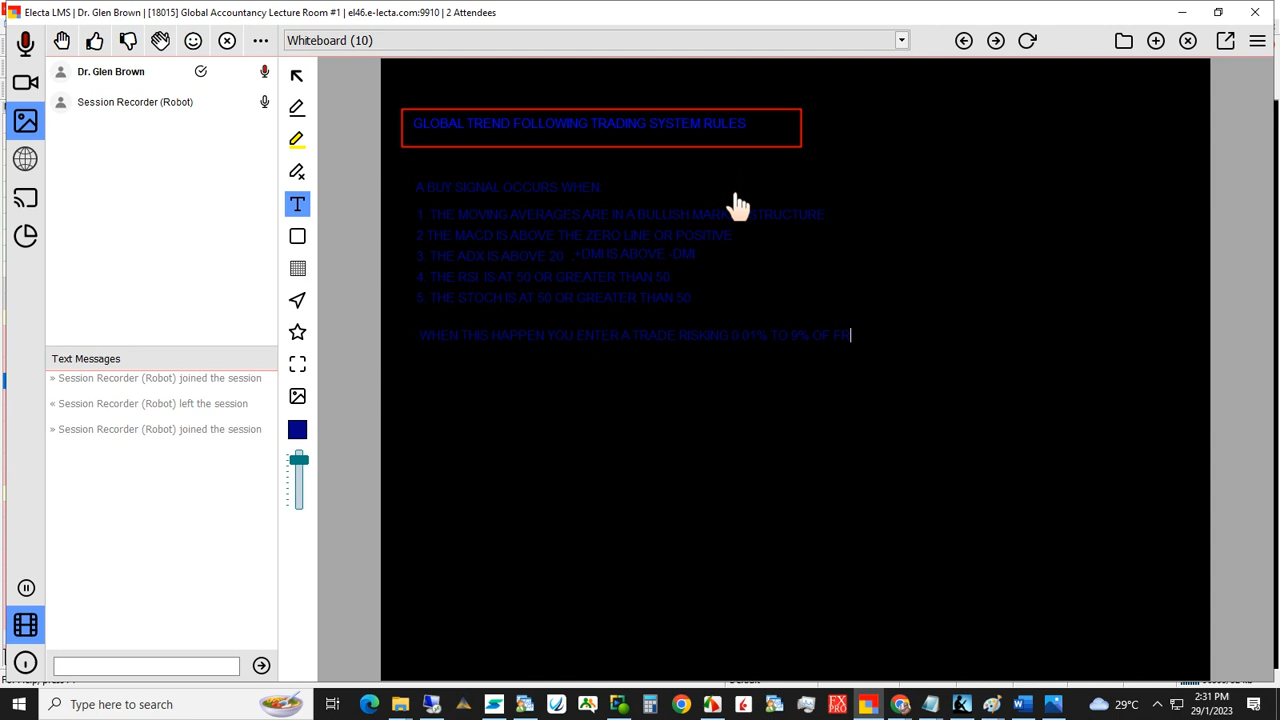 Electa LMS | Dr. Glen Brown | [18015] Global Accountancy Lecture Room #1 | el46.e-lecta.com:9910 | 2 Attendees
Whiteboard (10)
Dr. Glen Brown
Session Recorder (Robot)
GLOBAL TREND FOLLOWING TRADING SYSTEM RULES
A BUY SIGNAL OCCURS WHEN
1. THE MOVING AVERAGES ARE IN A BULLISH STRUCTURE
2 THE MACD IS ABOVE THE ZERO LINE OR POSITIVE
3. THE ADX IS ABOVE 20 ,+DMI IS ABOVE -DMI
4. THE RSI IS AT 50 OR GREATER THAN 50
5. THE STOCH IS AT 50 OR GREATER THAN 50
WHEN THIS HAPPEN YOU ENTER A TRADE RISKING 0.01% TO 9% OF FR
Text Messages
» Session Recorder (Robot) joined the session
« Session Recorder (Robot) left the session
» Session Recorder (Robot) joined the session
Type here to search
29°C
2:31 PM
29/1/2023